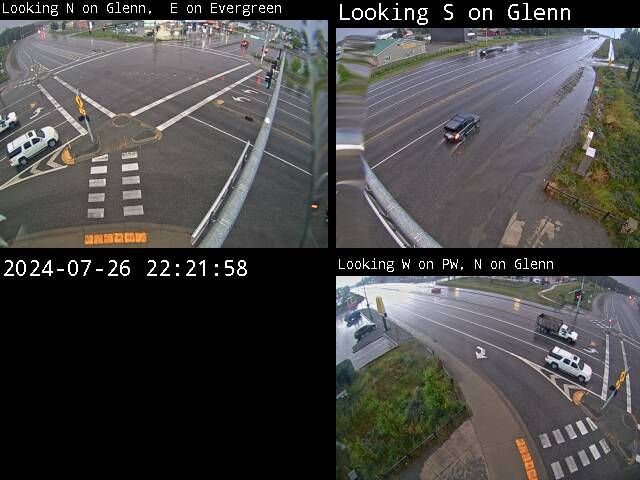 Looking N on Glenn,  E on Evergreen
Looking S on Glenn
2024-07-26 22:21:58
Looking W on PW, N on Glenn